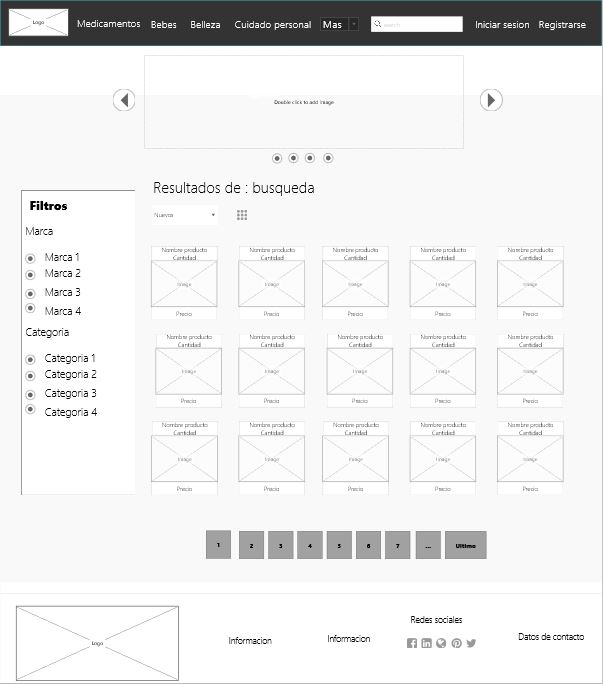 Logo
Medicamentos
Bebes
Belleza
Cuidado personal
Mas
search
Iniciar sesion
Registrarse
Double click to add image
Resultados de : busqueda
Nuevos
Filtros
Marca
Marca 1
Marca 2
Marca 3
Marca 4
Categoria
Categoria 1
Categoria 2
Categoria 3
Categoria 4
Nombre producto
Cantidad
Image
Precio
Nombre producto
Cantidad
Image
Precio
Nombre producto
Cantidad
Image
Precio
Nombre producto
Cantidad
Image
Precio
Nombre producto
Cantidad
Image
Precio
Nombre producto
Cantidad
Image
Precio
Nombre producto
Cantidad
Image
Precio
Nombre producto
Cantidad
Image
Precio
Nombre producto
Cantidad
Image
Precio
Nombre producto
Cantidad
Image
Precio
Nombre producto
Cantidad
Image
Precio
Nombre producto
Cantidad
Image
Precio
Nombre producto
Cantidad
Image
Precio
Nombre producto
Cantidad
Image
Precio
Nombre producto
Cantidad
Image
Precio
1
2
3
4
5
6
7
...
Ultimo
Logo
Informacion
Informacion
Redes sociales
Datos de contacto